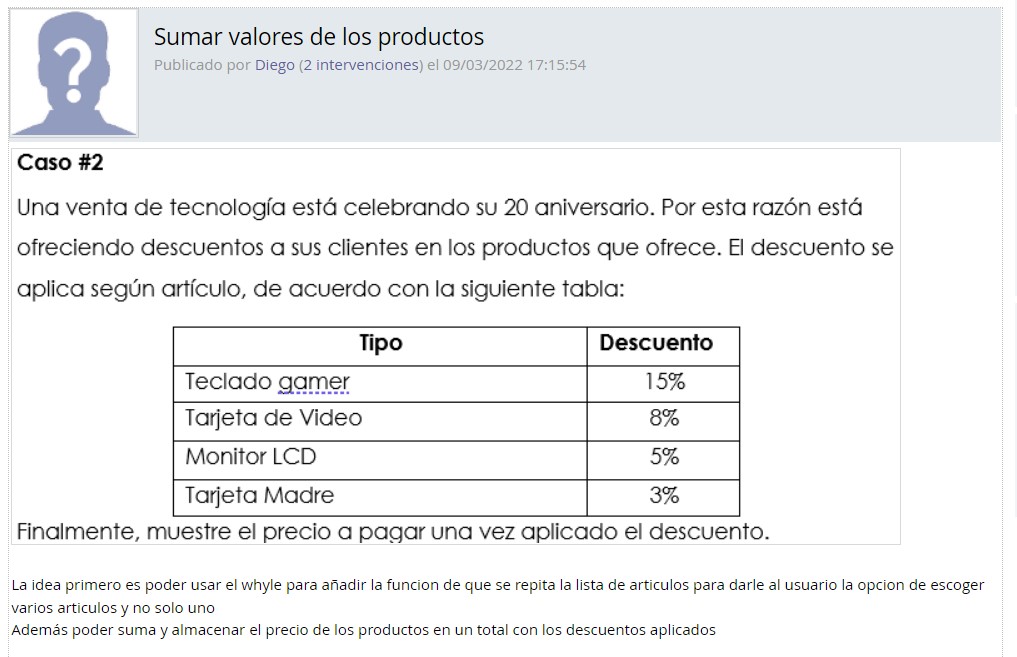 Sumar valores de los productos
Publicado por Diego (2 intervenciones) el 09/03/2022 17:15:54
Caso #2
Una venta de tecnología está celebrando su 20 aniversario. Por esta razón está
ofreciendo descuentos a sus clientes en los productos que ofrece. El descuento se
aplica según artículo, de acuerdo con la siguiente tabla:
Tipo Descuento
Teclado gamer 15%
Tarjeta de Video 8%
Monitor LCD 5%
Tarjeta Madre 3%
Finalmente, muestre el precio a pagar una vez aplicado el descuento.
La idea primero es poder usar el whyle para añadir la funcion de que se repita la lista de articulos para darle al usuario la opcion de escoger
varios articulos y no solo uno
Además poder suma y almacenar el precio de los productos en un total con los descuentos aplicados